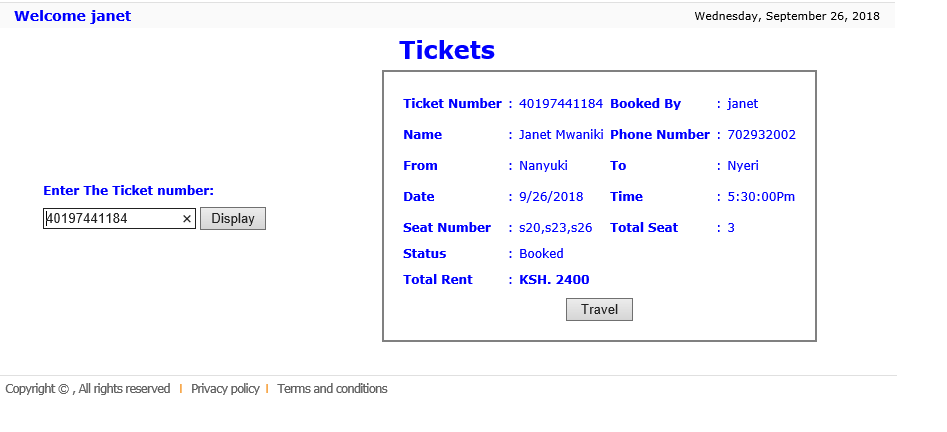 Welcome janet
Wednesday, September 26, 2018
Tickets
Enter The Ticket number:
40197441184 × Display
Ticket Number : 40197441184 Booked By : janet
Name : Janet Mwaniki Phone Number : 702932002
From : Nanyuki To : Nyeri
Date : 9/26/2018 Time : 5:30:00Pm
Seat Number : s20,s23,s26 Total Seat : 3
Status : Booked
Total Rent : KSH. 2400
Travel
Copyright © , All rights reserved | Privacy policy | Terms and conditions